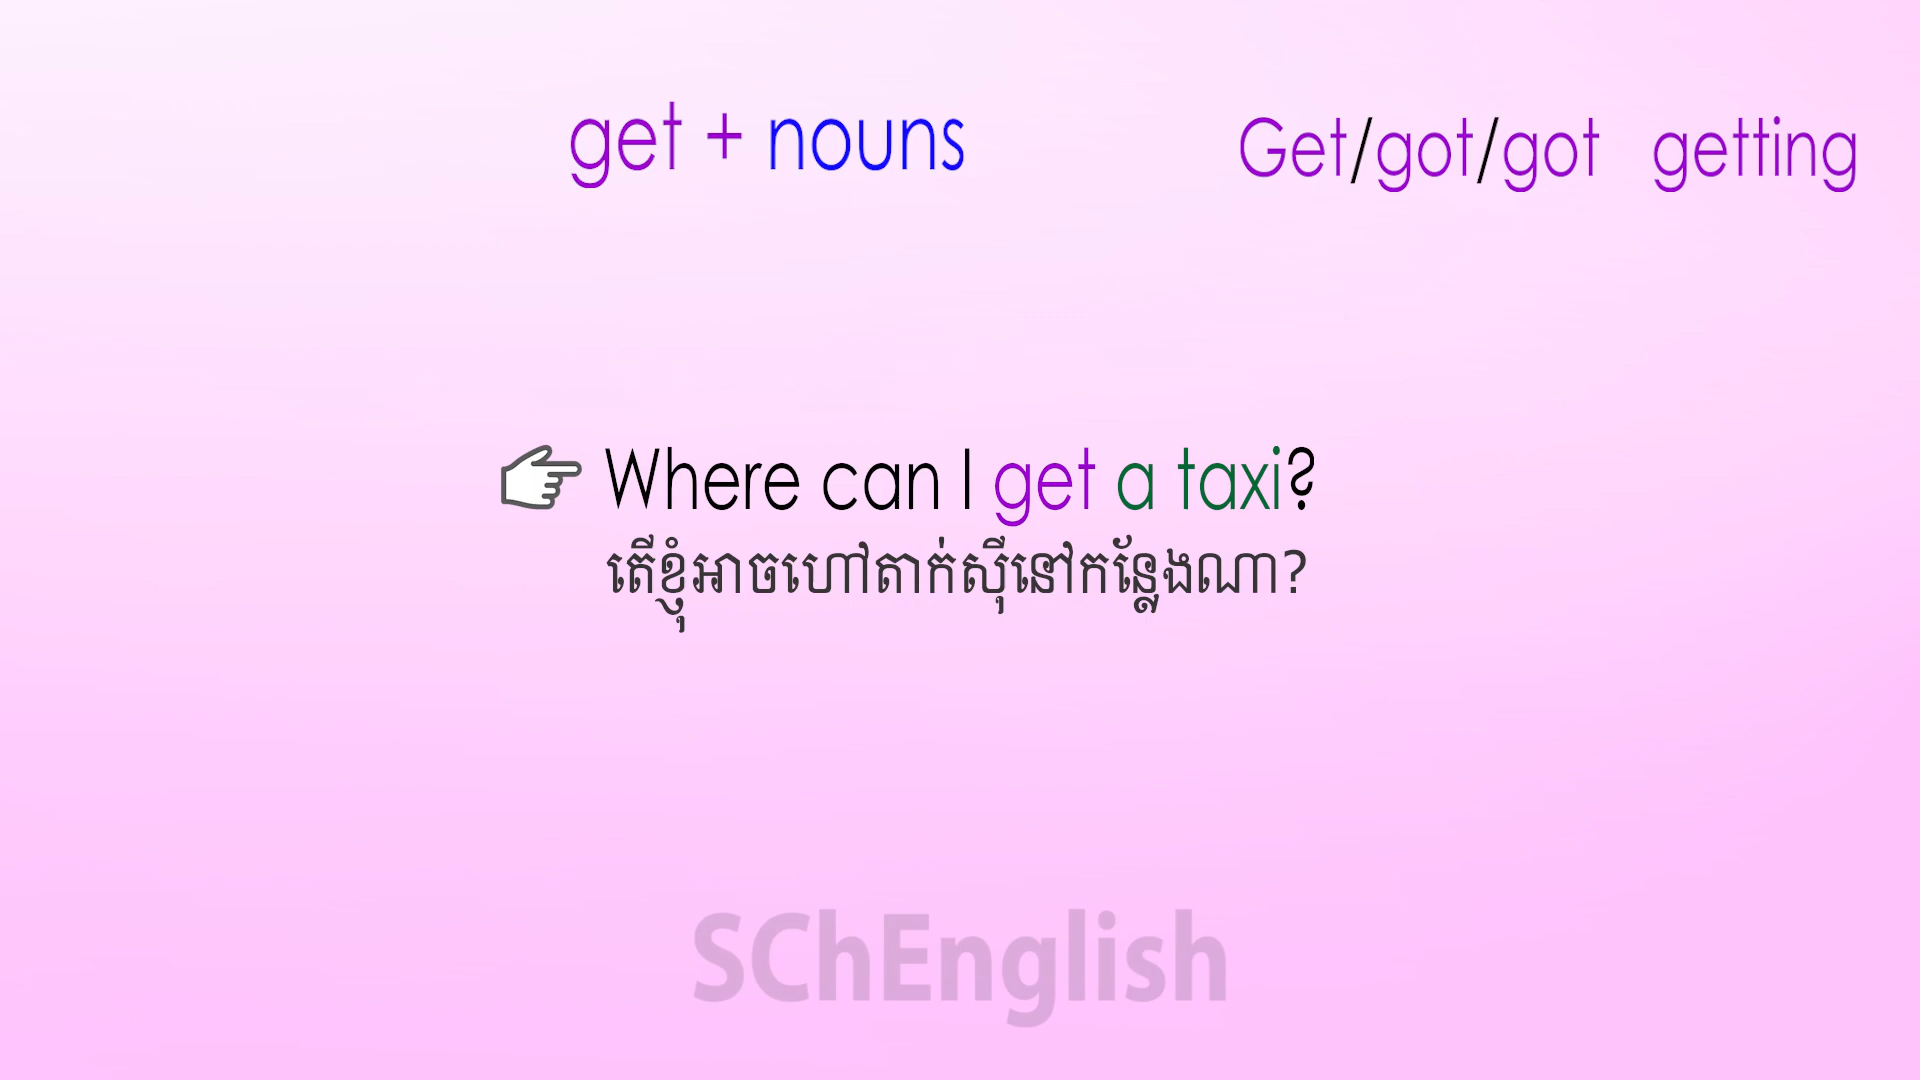 get + nouns
Get/got/got getting
Where can I get a taxi?
តើខ្ញុំអាចហៅតាក់ស៊ីនៅកន្លែងណា?
SChEnglish